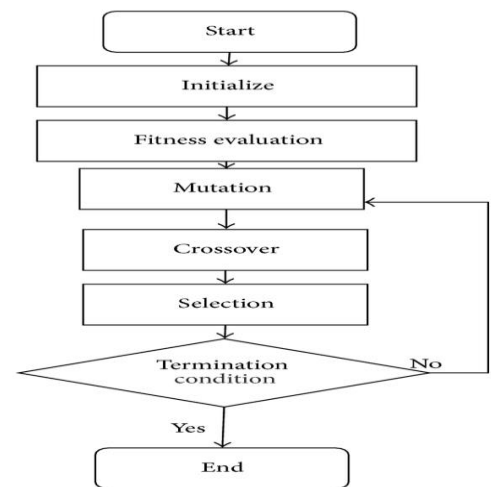 Start
Initialize
Fitness evaluation
Mutation
Crossover
Selection
Termination
condition
No
Yes
End